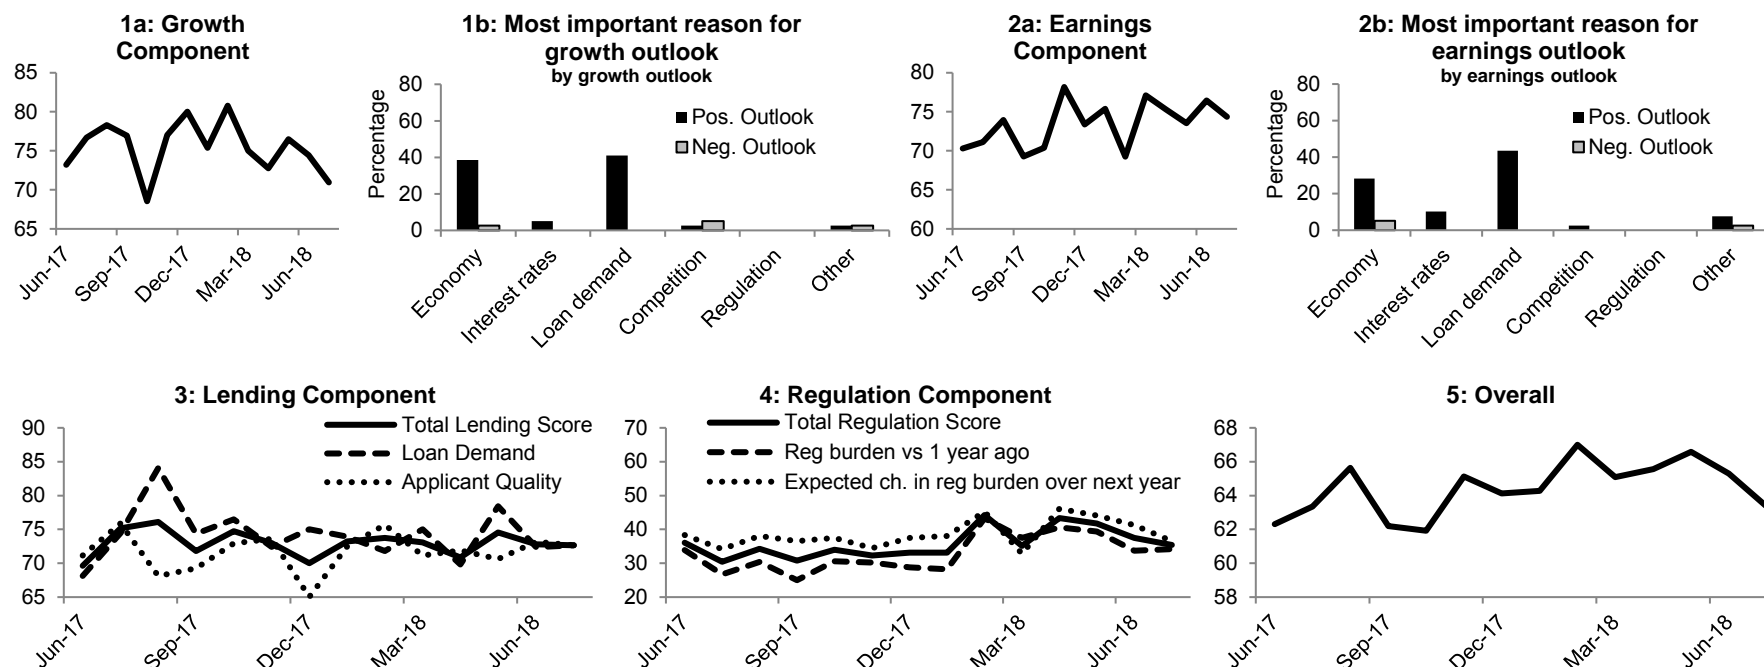 1a: Growth
Component
85
80
75
70
65
Jun-17
Sep-17
Dec-17
Mar-18
Jun-18
1b: Most important reason for
growth outlook
by growth outlook
Percentage
80
60
40
20
0
Pos. Outlook
Neg. Outlook
Economy
Interest rates
Loan demand
Competition
Regulation
Other
2a: Earnings
Component
80
75
70
65
60
Jun-17
Sep-17
Dec-17
Mar-18
Jun-18
2b: Most important reason for
earnings outlook
by earnings outlook
Percentage
80
60
40
20
0
Pos. Outlook
Neg. Outlook
Economy
Interest rates
Loan demand
Competition
Regulation
Other
3: Lending Component
90
85
80
75
70
65
Total Lending Score
Loan Demand
Applicant Quality
Jun-17
Sep-17
Dec-17
Mar-18
Jun-18
4: Regulation Component
70
60
50
40
30
20
Total Regulation Score
Reg burden vs 1 year ago
Expected ch. in reg burden over next year
Jun-17
Sep-17
Dec-17
Mar-18
Jun-18
5: Overall
68
66
64
62
60
58
Jun-17
Sep-17
Dec-17
Mar-18
Jun-18